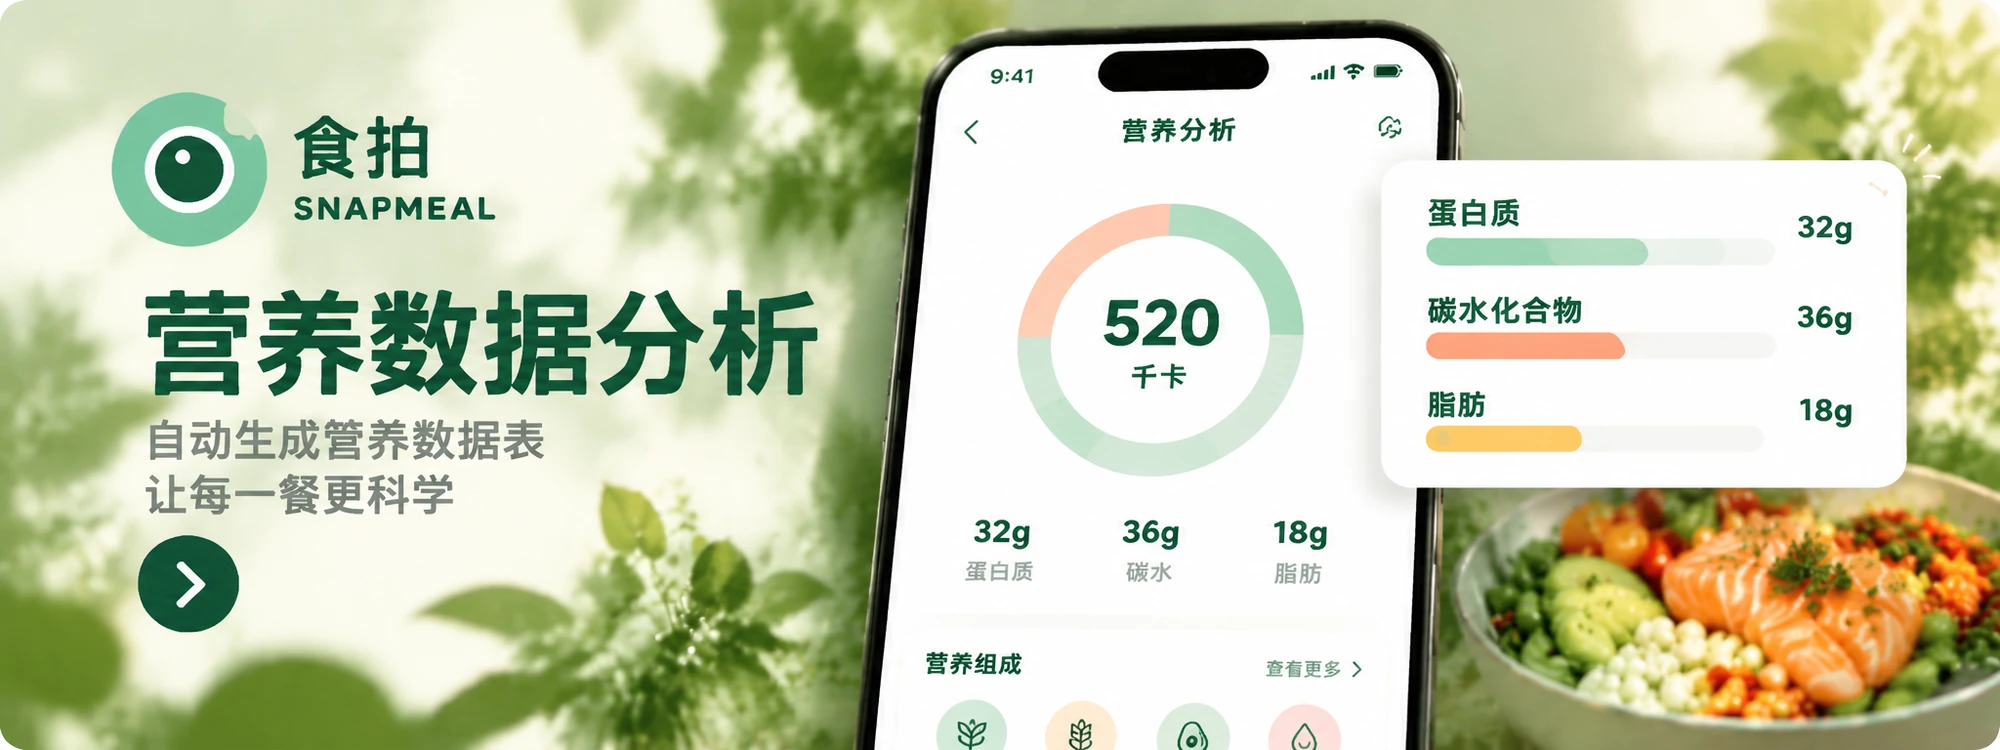 食拍
SNAPMEAL
营养数据分析
自动生成营养数据表
让每一餐更科学
9:41
营养分析
520
千卡
32g
蛋白质
36g
碳水
18g
脂肪
营养组成
查看更多
蛋白质
32g
碳水化合物
36g
脂肪
18g